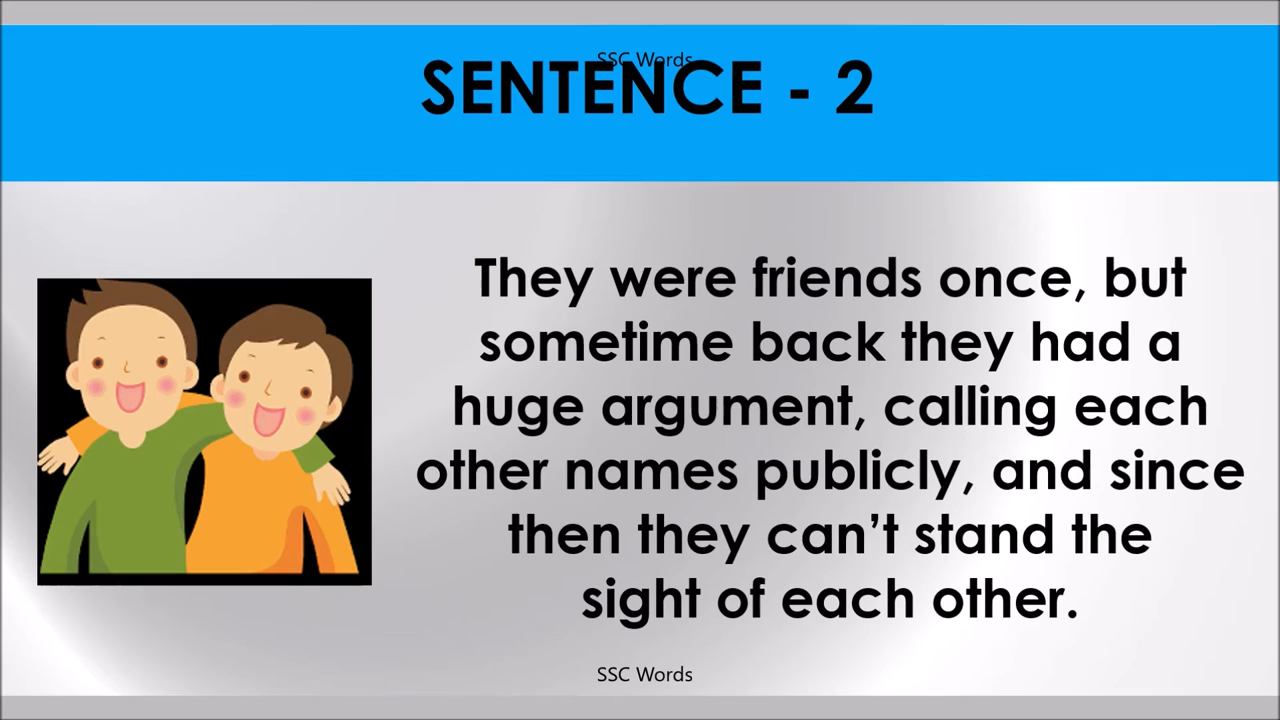 SSC Words
SENTENCE - 2
They were friends once, but
sometime back they had a
huge argument, calling each
other names publicly, and since
then they can’t stand the
sight of each other.
SSC Words